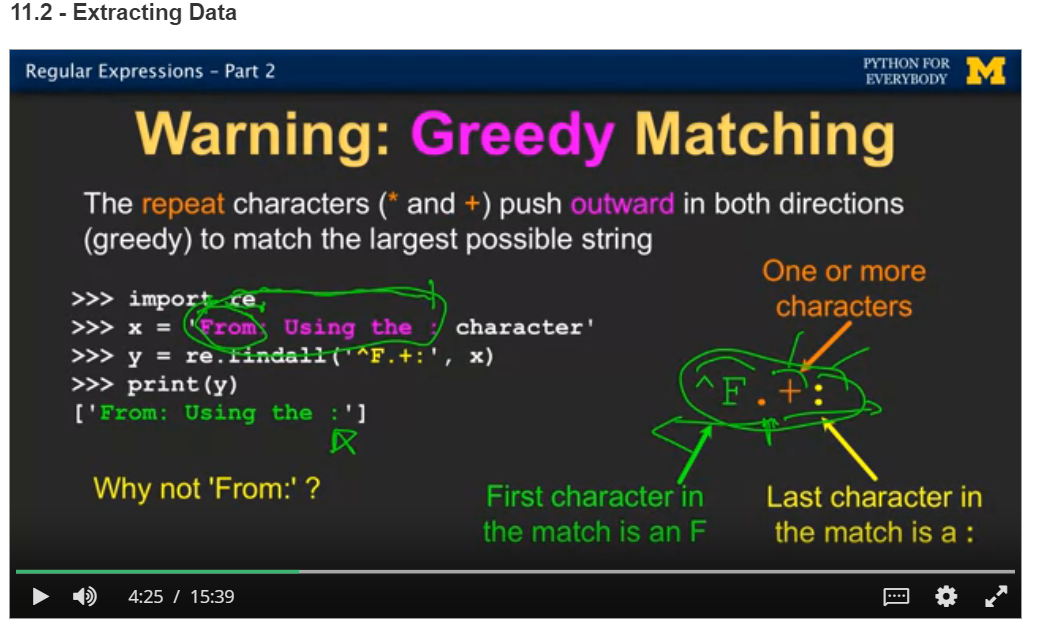 11.2 - Extracting Data
Regular Expressions – Part 2
PYTHON FOR
EVERYBODY
M
Warning: Greedy Matching
The repeat characters (* and +) push outward in both directions
(greedy) to match the largest possible string
One or more
characters
>>> import re
>>> x = 'From: Using the : character'
>>> y = re.findall('^F.+:', x)
>>> print(y)
['From: Using the :']
^F.+:
Why not 'From:' ?
First character in
the match is an F
Last character in
the match is a :
4:25 / 15:39